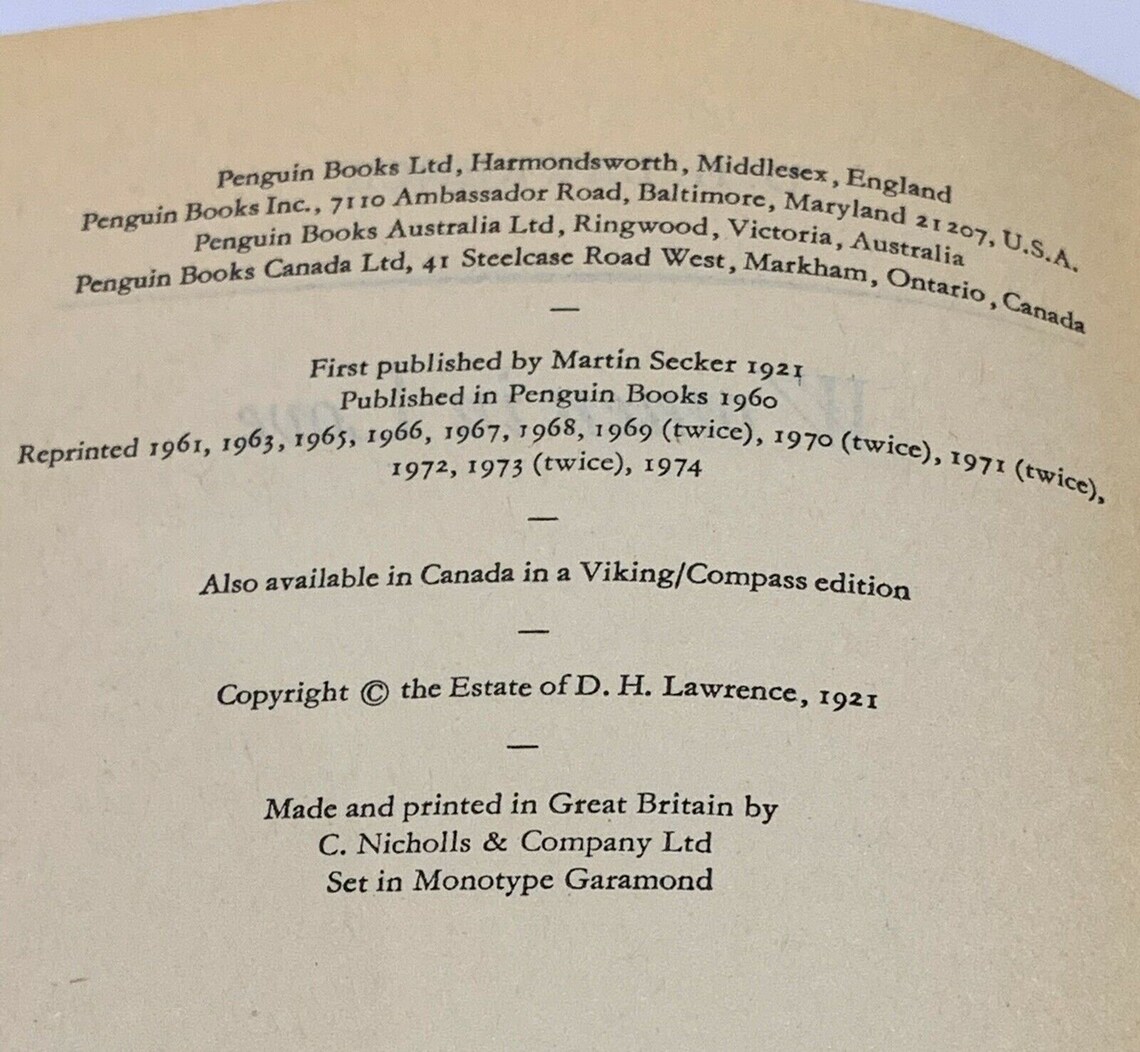 Penguin Books Ltd, Harmondsworth, Middlesex, England
Penguin Books Inc., 7110 Ambassador Road, Baltimore, Maryland 21207, U.S.A.
Penguin Books Australia Ltd, Ringwood, Victoria, Australia
Penguin Books Canada Ltd, 41 Steelcase Road West, Markham, Ontario, Canada
—
First published by Martin Secker 1921
Published in Penguin Books 1960
Reprinted 1961, 1963, 1965, 1966, 1967, 1968, 1969 (twice), 1970 (twice), 1971 (twice),
1972, 1973 (twice), 1974
—
Also available in Canada in a Viking/Compass edition
—
Copyright © the Estate of D. H. Lawrence, 1921
—
Made and printed in Great Britain by
C. Nicholls & Company Ltd
Set in Monotype Garamond